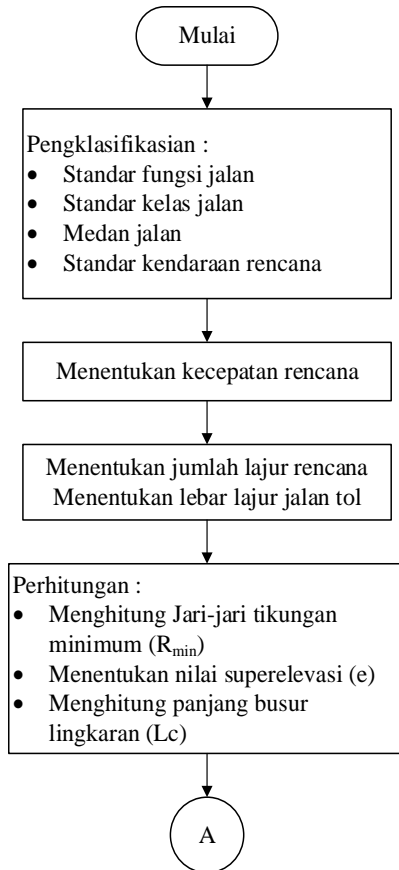 Mulai
Pengklasifikasian :
• Standar fungsi jalan
• Standar kelas jalan
• Medan jalan
• Standar kendaraan rencana
Menentukan kecepatan rencana
Menentukan jumlah lajur rencana
Menentukan lebar lajur jalan tol
Perhitungan :
• Menghitung Jari-jari tikungan
minimum (Rmin)
• Menentukan nilai superelevasi (e)
• Menghitung panjang busur
lingkaran (Lc)
A